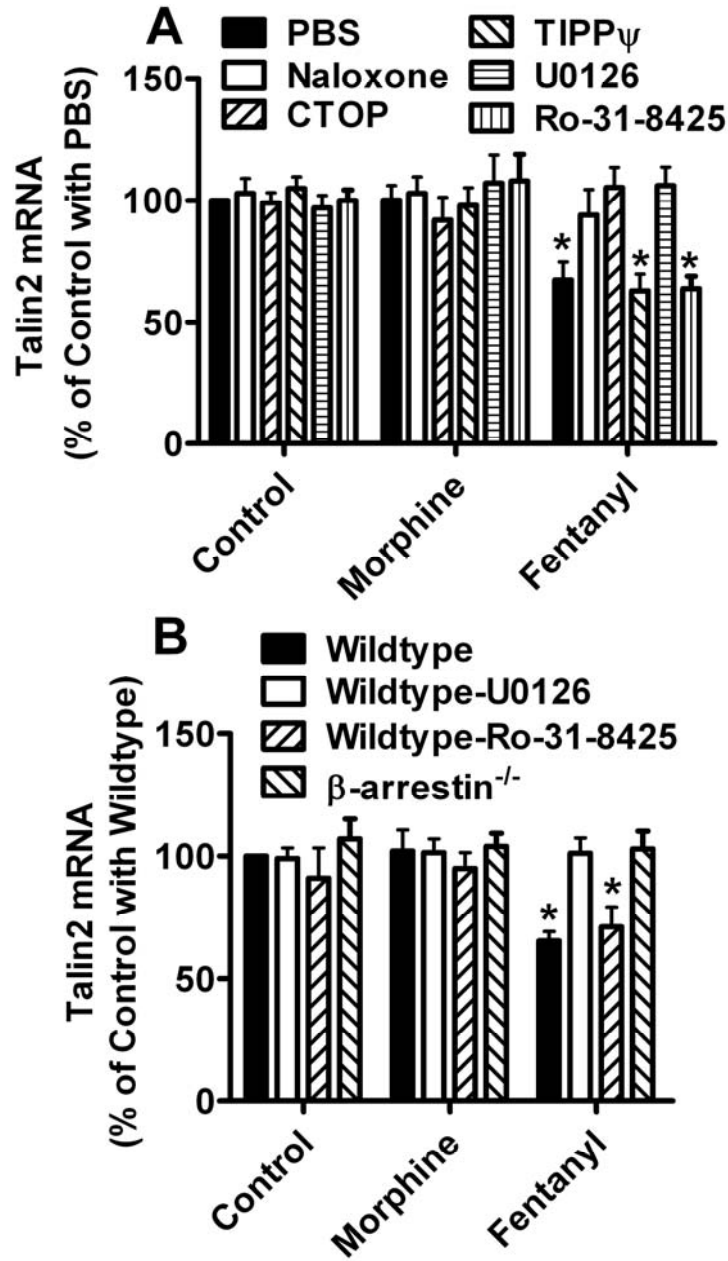 A
PBS
Naloxone
CTOP
TIPPψ
U0126
Ro-31-8425
Talin2 mRNA
(% of Control with PBS)
150
100
50
0
* * *
Control
Morphine
Fentanyl
B
Wildtype
Wildtype-U0126
Wildtype-Ro-31-8425
β-arrestin-/-
Talin2 mRNA
(% of Control with Wildtype)
150
100
50
0
* *
Control
Morphine
Fentanyl